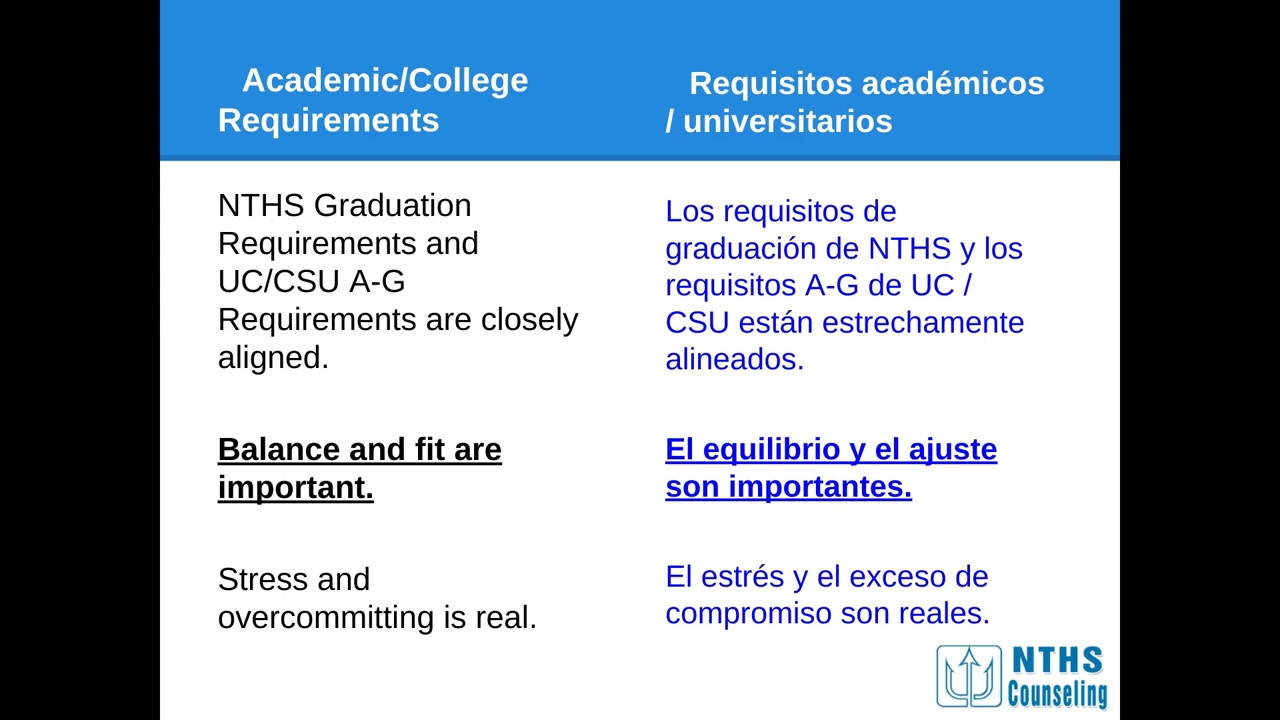 Academic/College
Requirements
NTHS Graduation
Requirements and
UC/CSU A-G
Requirements are closely
aligned.
Balance and fit are
important.
Stress and
overcommitting is real.
Requisitos académicos
/ universitarios
Los requisitos de
graduación de NTHS y los
requisitos A-G de UC /
CSU están estrechamente
alineados.
El equilibrio y el ajuste
son importantes.
El estrés y el exceso de
compromiso son reales.
NTHS
Counseling